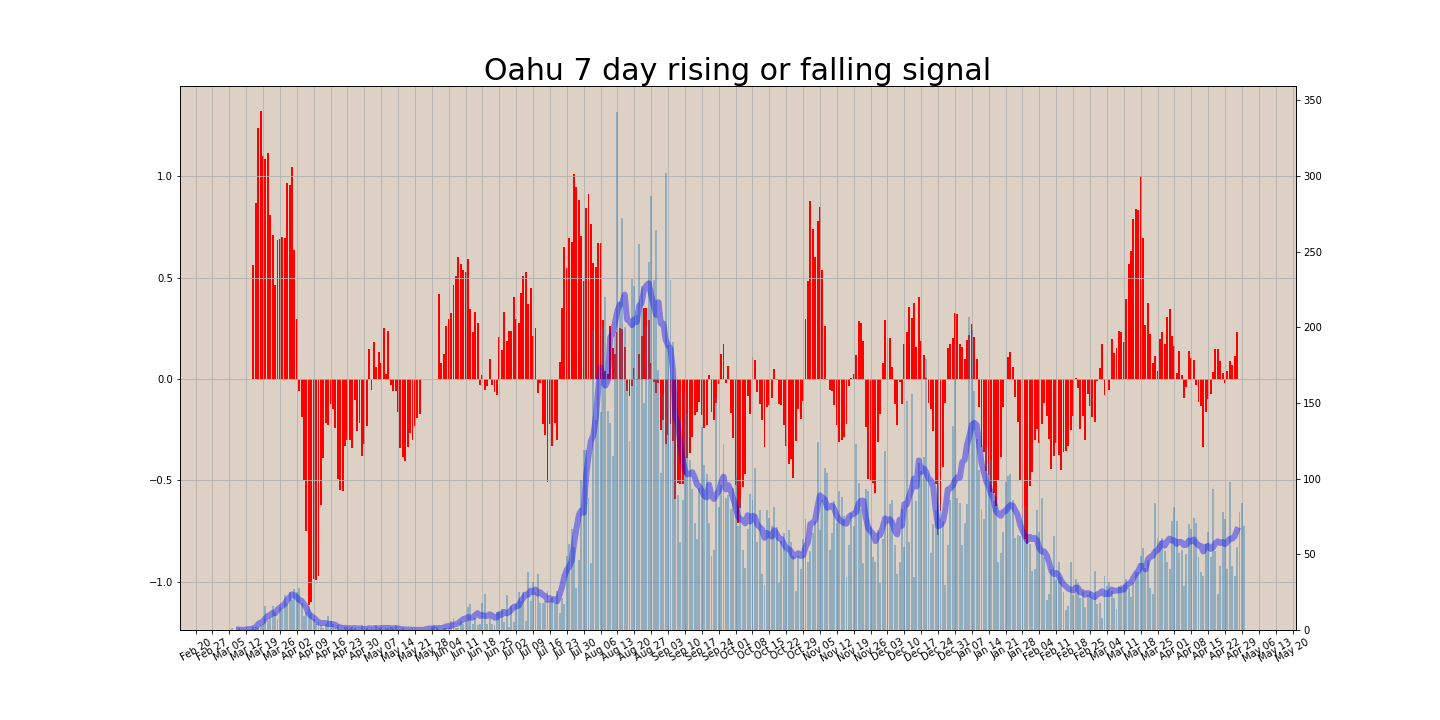 Oahu 7 day rising or falling signal
1.0
0.5
0.0
−0.5
−1.0
350
300
250
200
150
100
50
0
Feb 20
Feb 27
Mar 05
Mar 12
Mar 19
Mar 26
Apr 02
Apr 09
Apr 16
Apr 23
Apr 30
May 07
May 14
May 21
May 28
Jun 04
Jun 11
Jun 18
Jun 25
Jul 02
Jul 09
Jul 16
Jul 23
Jul 30
Aug 06
Aug 13
Aug 20
Aug 27
Sep 03
Sep 10
Sep 17
Sep 24
Oct 01
Oct 08
Oct 15
Oct 22
Oct 29
Nov 05
Nov 12
Nov 19
Nov 26
Dec 03
Dec 10
Dec 17
Dec 24
Dec 31
Jan 07
Jan 14
Jan 21
Jan 28
Feb 04
Feb 11
Feb 18
Feb 25
Mar 04
Mar 11
Mar 18
Mar 25
Apr 01
Apr 08
Apr 15
Apr 22
Apr 29
May 06
May 13
May 20